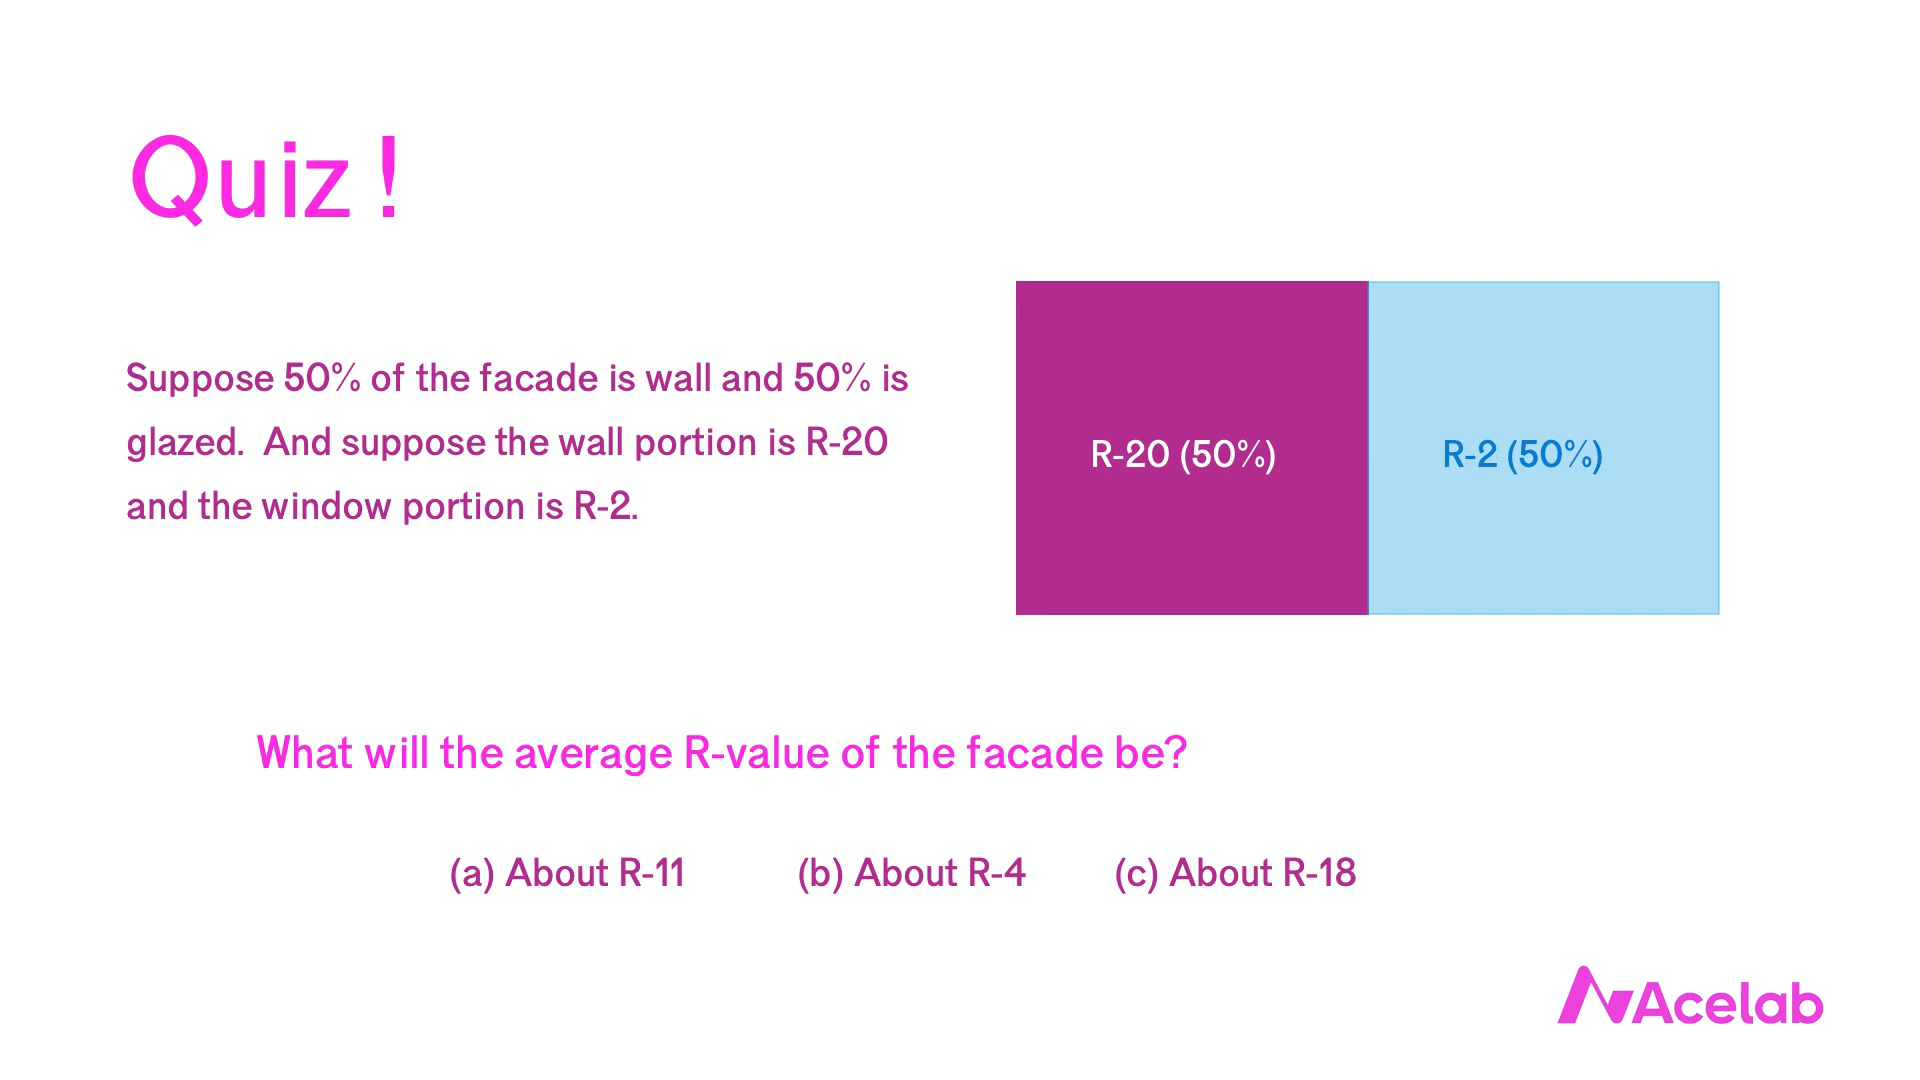 Quiz !
Suppose 50% of the facade is wall and 50% is
glazed.  And suppose the wall portion is R-20
and the window portion is R-2.
R-20 (50%)
R-2 (50%)
What will the average R-value of the facade be?
(a) About R-11
(b) About R-4
(c) About R-18
Acelab